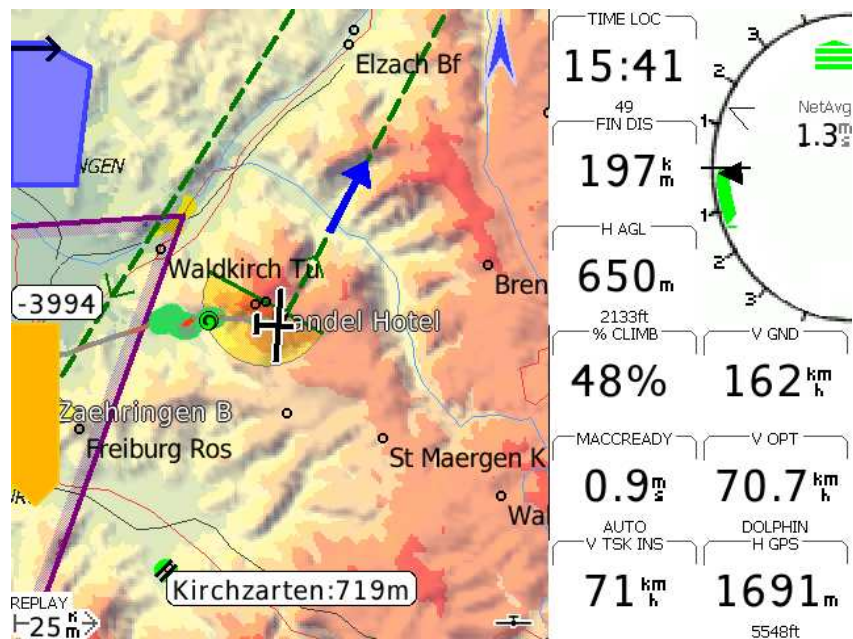 Elzach Bf
NGEN
Waldkirch Tu
Bren
-3994
andel Hotel
Zaehringen B
Freiburg Ros
St Maergen K
Wal
Kirchzarten:719m
REPLAY
25 k m
TIME LOC
15:41
49
FIN DIS
197 k m
H AGL
650 m
2133ft
3
2
1
1
2
3
NetAvg
1.3 m s
% CLIMB
48%
V GND
162 km h
MACCREADY
0.9 m s
AUTO
V OPT
70.7 km h
DOLPHIN
V TSK INS
71 km h
H GPS
1691 m
5548ft